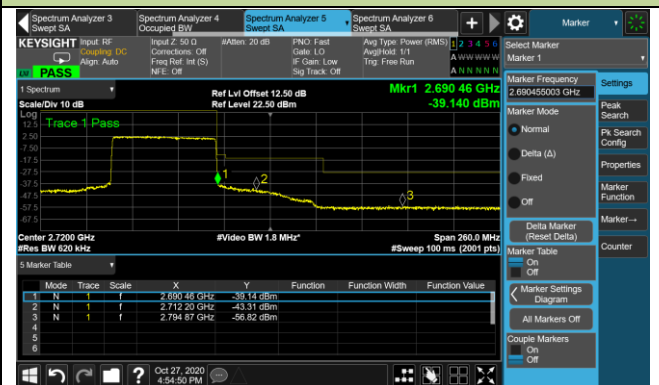 Spectrum Analyzer 3 Swept SA
Spectrum Analyzer 4 Occupied BW
Spectrum Analyzer 5 Swept SA
Spectrum Analyzer 6 Swept SA
Marker
KEYSIGHT
Input: RF
Coupling: DC
Align: Auto
PASS
Input Z: 50 Ω
Corrections: Off
Freq Ref: Int (S)
NFE: Off
#Atten: 20 dB
PNO: Fast
Gate: LO
IF Gain: Low
Sig Track: Off
Avg Type: Power (RMS)
Avg|Hold: 1/1
Trig: Free Run
1 2 3 4 5 6
A W W W W W
A N N N N N
1 Spectrum
Scale/Div 10 dB
Ref Lvl Offset 12.50 dB
Ref Level 22.50 dBm
Mkr1 2.690 46 GHz
-39.140 dBm
Log
Trace 1 Pass
12.5
2.50
-7.50
-17.5
-27.5
-37.5
-47.5
-57.5
-67.5
1
2
3
Center 2.7200 GHz
#Video BW 1.8 MHz*
Span 260.0 MHz
#Res BW 620 kHz
#Sweep 100 ms (2001 pts)
5 Marker Table
Mode Trace Scale X Y Function Function Width Function Value
1 N 1 f 2.690 46 GHz -39.14 dBm
2 N 1 f 2.712 20 GHz -43.31 dBm
3 N 1 f 2.794 87 GHz -56.82 dBm
4
5
6
Oct 27, 2020
4:54:50 PM
Select Marker
Marker 1
Marker Frequency
2.690455003 GHz
Marker Mode
Normal
Delta (Δ)
Fixed
Off
Delta Marker (Reset Delta)
Marker Table
On
Off
Marker Settings Diagram
All Markers Off
Couple Markers
On
Off
Settings
Peak Search
Pk Search Config
Properties
Marker Function
Marker→
Counter